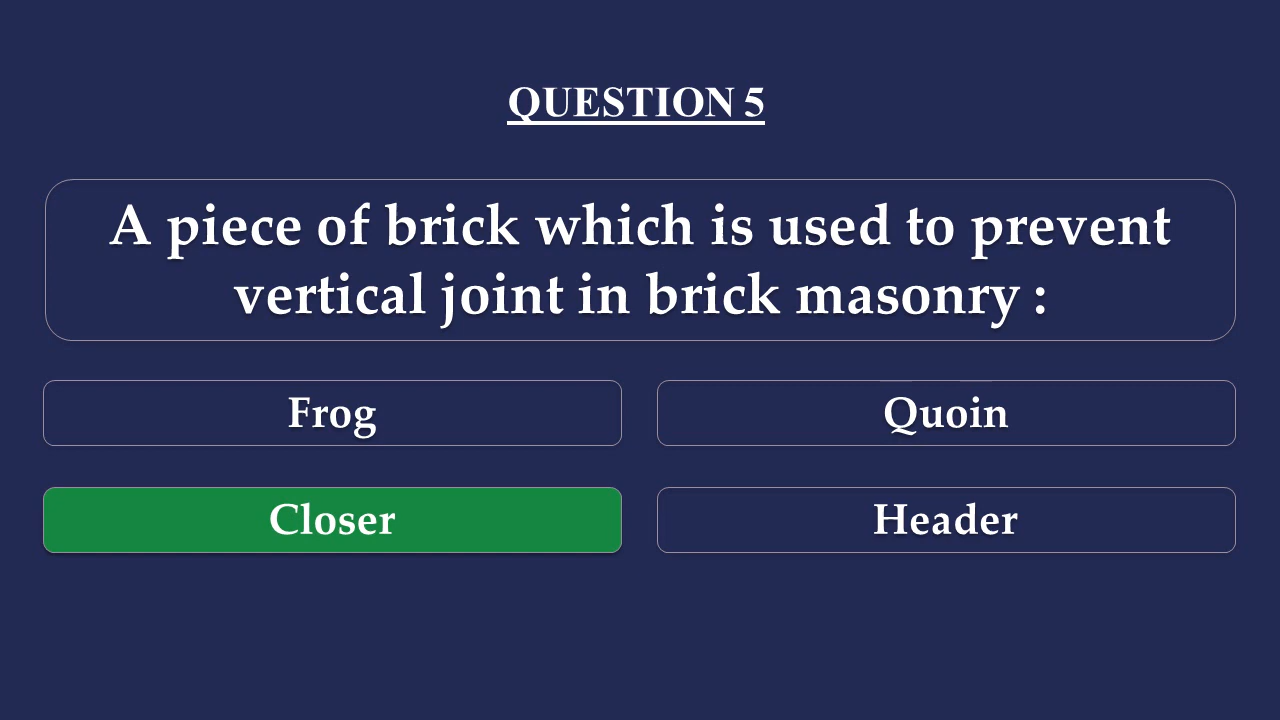 QUESTION 5
A piece of brick which is used to prevent
vertical joint in brick masonry :
Frog
Quoin
Closer
Header